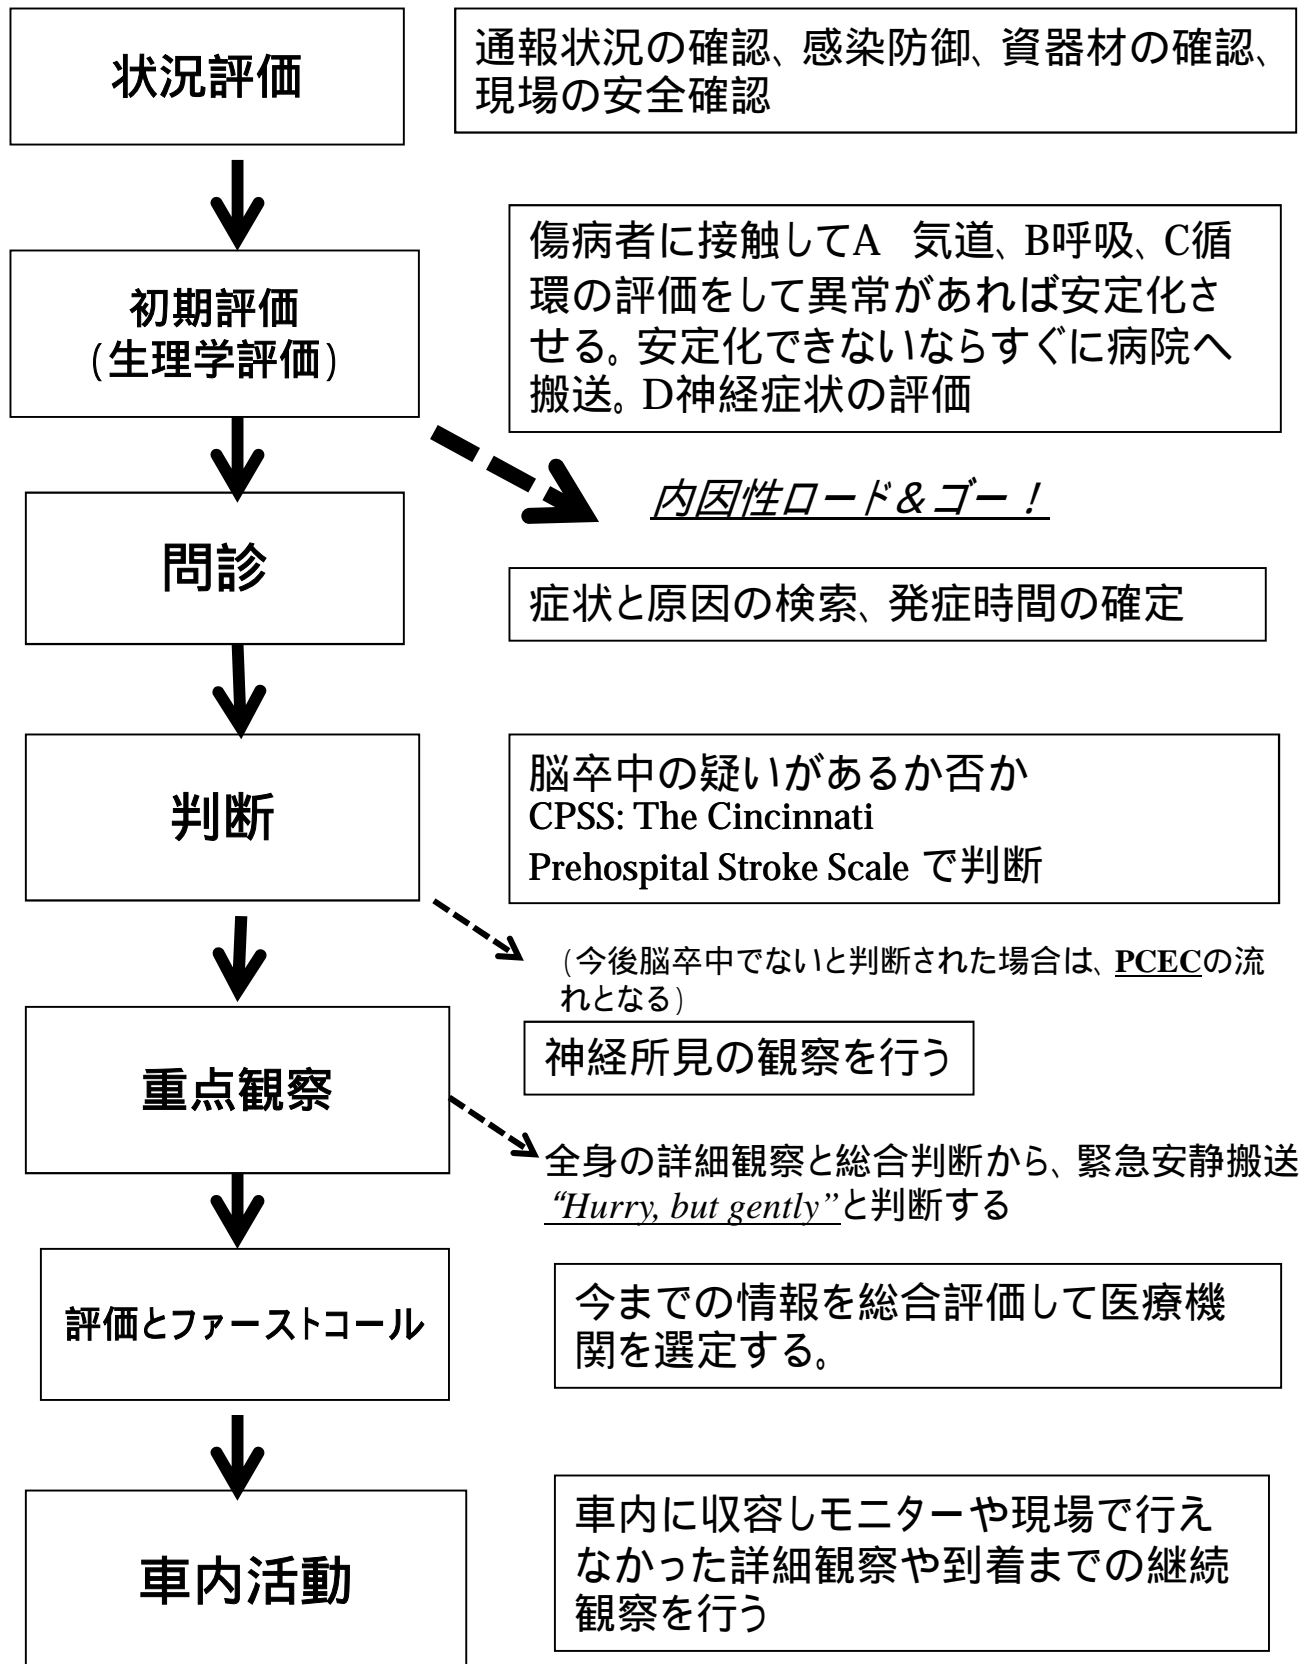 状況評価
通報状況の確認、感染防御、資器材の確認、
現場の安全確認
初期評価
(生理学評価)
傷病者に接触してA　気道、B呼吸、C循
環の評価をして異常があれば安定化さ
せる。安定化できないならすぐに病院へ
搬送。D神経症状の評価
内因性ロード＆ゴー！
問診
症状と原因の検索、発症時間の確定
判断
脳卒中の疑いがあるか否か
CPSS: The Cincinnati
Prehospital Stroke Scale で判断
(今後脳卒中でないと判断された場合は、PCECの流
れとなる)
重点観察
神経所見の観察を行う
全身の詳細観察と総合判断から、緊急安静搬送
“Hurry, but gently”と判断する
評価とファーストコール
今までの情報を総合評価して医療機
関を選定する。
車内活動
車内に収容しモニターや現場で行え
なかった詳細観察や到着までの継続
観察を行う